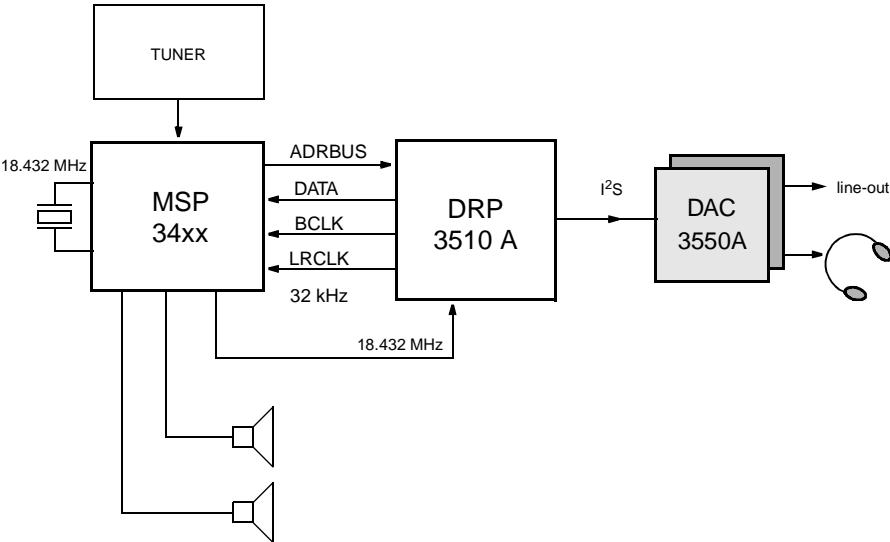 TUNER
18.432 MHz
MSP
34xx
ADRBUS
DATA
BCLK
LRCLK
32 kHz
DRP
3510 A
I²S
DAC
3550A
line-out
18.432 MHz